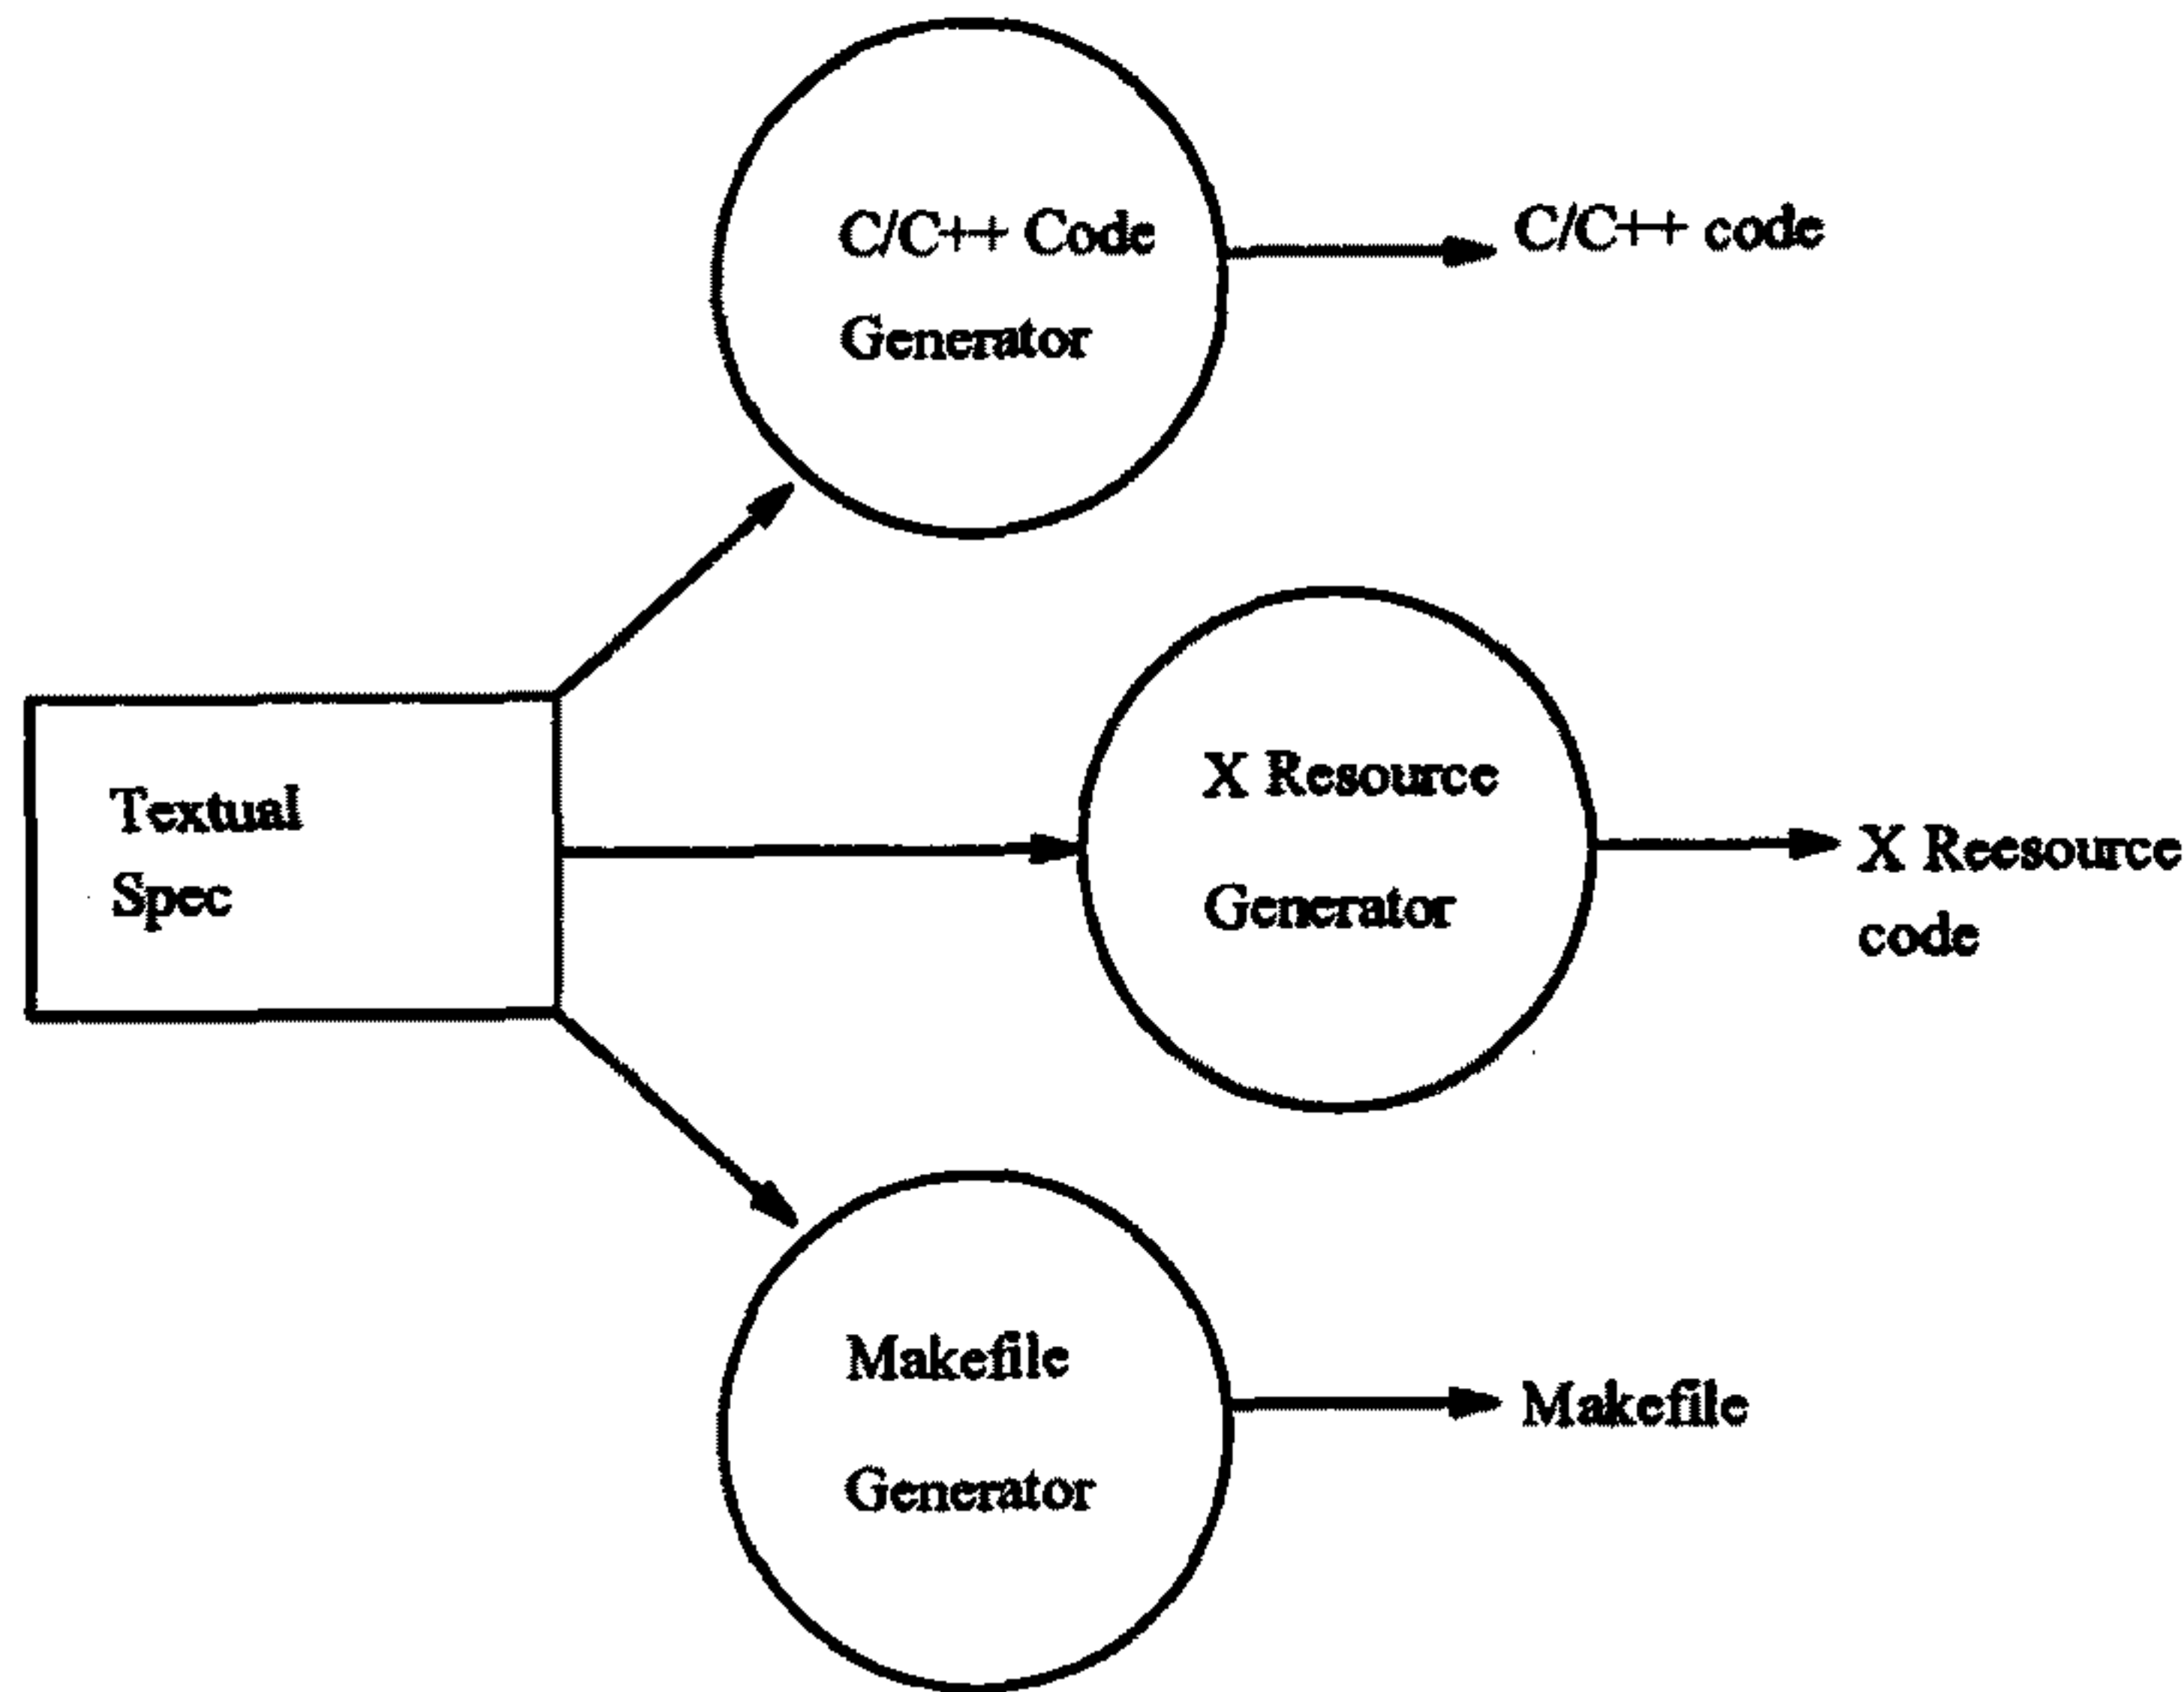 C/C++ Code
Generator
C/C++ code
Textual
Spec
X Resource
Generator
X Reesource
code
Makefile
Generator
Makefile